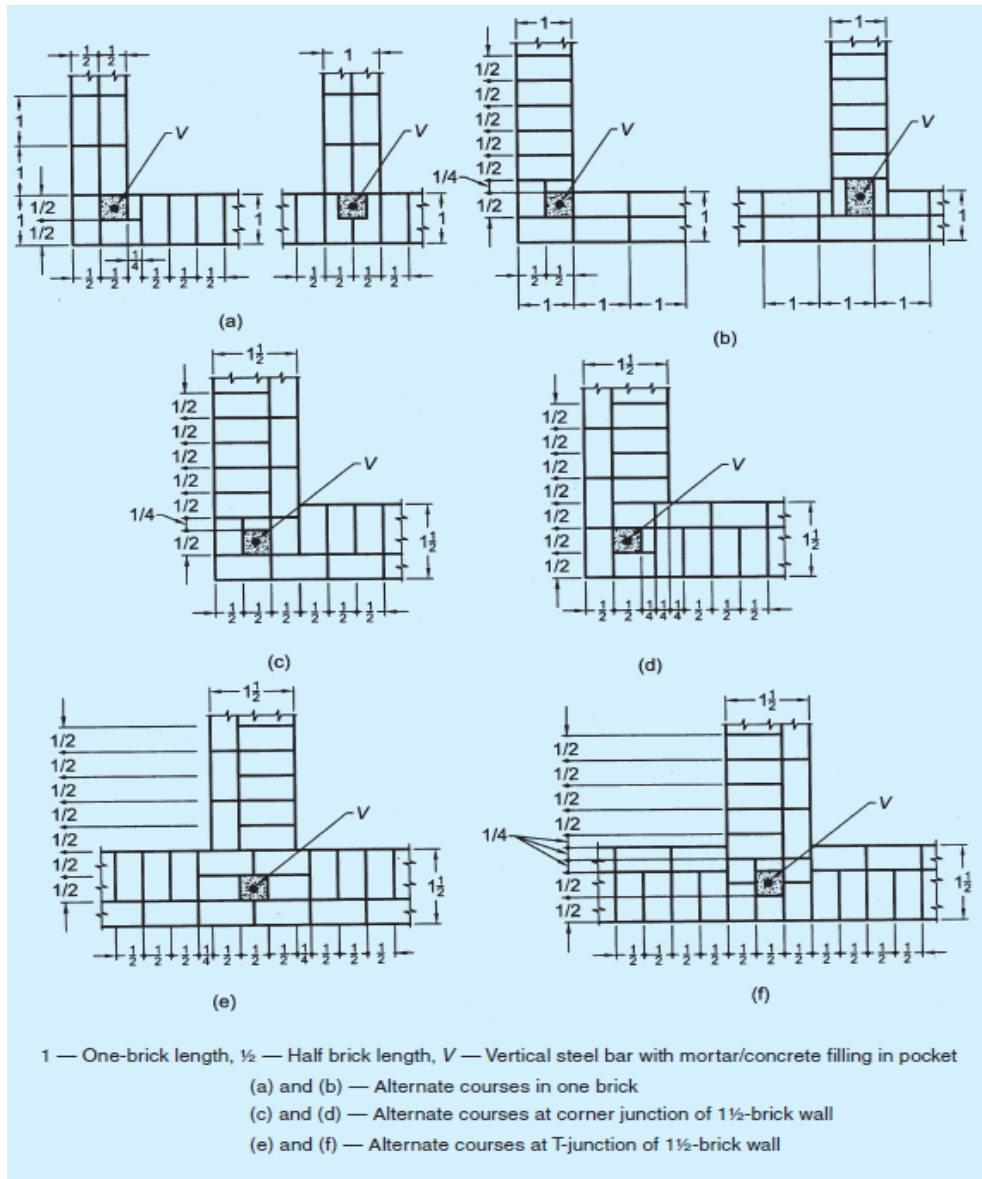 ½ ½
1
1
1/2
1
1/2
V
1
¼
½ ½ ½ ½ ½
1
V
1
½ ½ ½ ½ ½
(a)
1
1/2
1/2
1/2
1/2
1/2
1/4
1/2
V
1
½ ½
1 1 1
1
V
1
1 1 1
(b)
1½
1/2
1/2
1/2
1/2
1/2
1/4
1/2
V
1½
½ ½ ½ ½ ½ ½ ½
(c)
1½
1/2
1/2
1/2
1/2
1/2
1/2
1/2
V
1½
½ ½ ¼ ¼ ¼ ½ ½ ½
(d)
1½
1/2
1/2
1/2
1/2
1/2
1/2
1/2
V
1½
½ ½ ½ ¼ ½ ½ ½ ¼ ½ ½ ½
(e)
1½
1/2
1/2
1/2
1/2
1/4
1/2
1/2
V
1½
½ ½ ½ ½ ½ ½ ½ ½ ½ ½ ½
(f)
1 — One-brick length, ½ — Half brick length, V — Vertical steel bar with mortar/concrete filling in pocket
(a) and (b) — Alternate courses in one brick
(c) and (d) — Alternate courses at corner junction of 1½-brick wall
(e) and (f) — Alternate courses at T-junction of 1½-brick wall